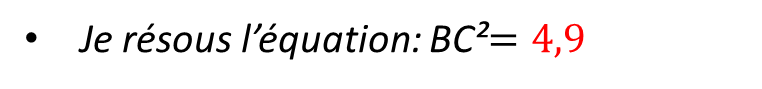 • Je résous l’équation: BC²= 4,9